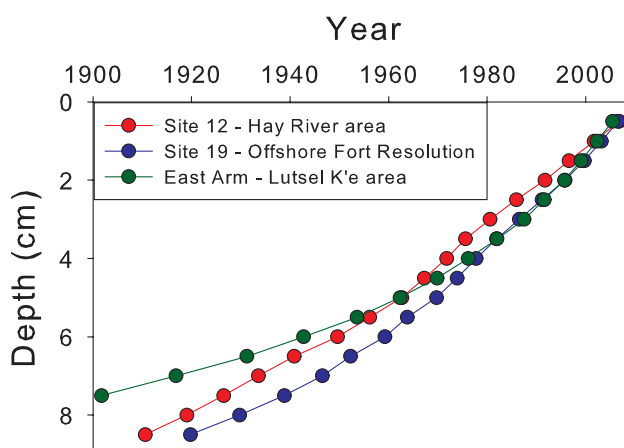 Year
1900 1920 1940 1960 1980 2000
0
Site 12 - Hay River area
Site 19 - Offshore Fort Resolution
East Arm - Lutsel K'e area
2
4
6
8
Depth (cm)